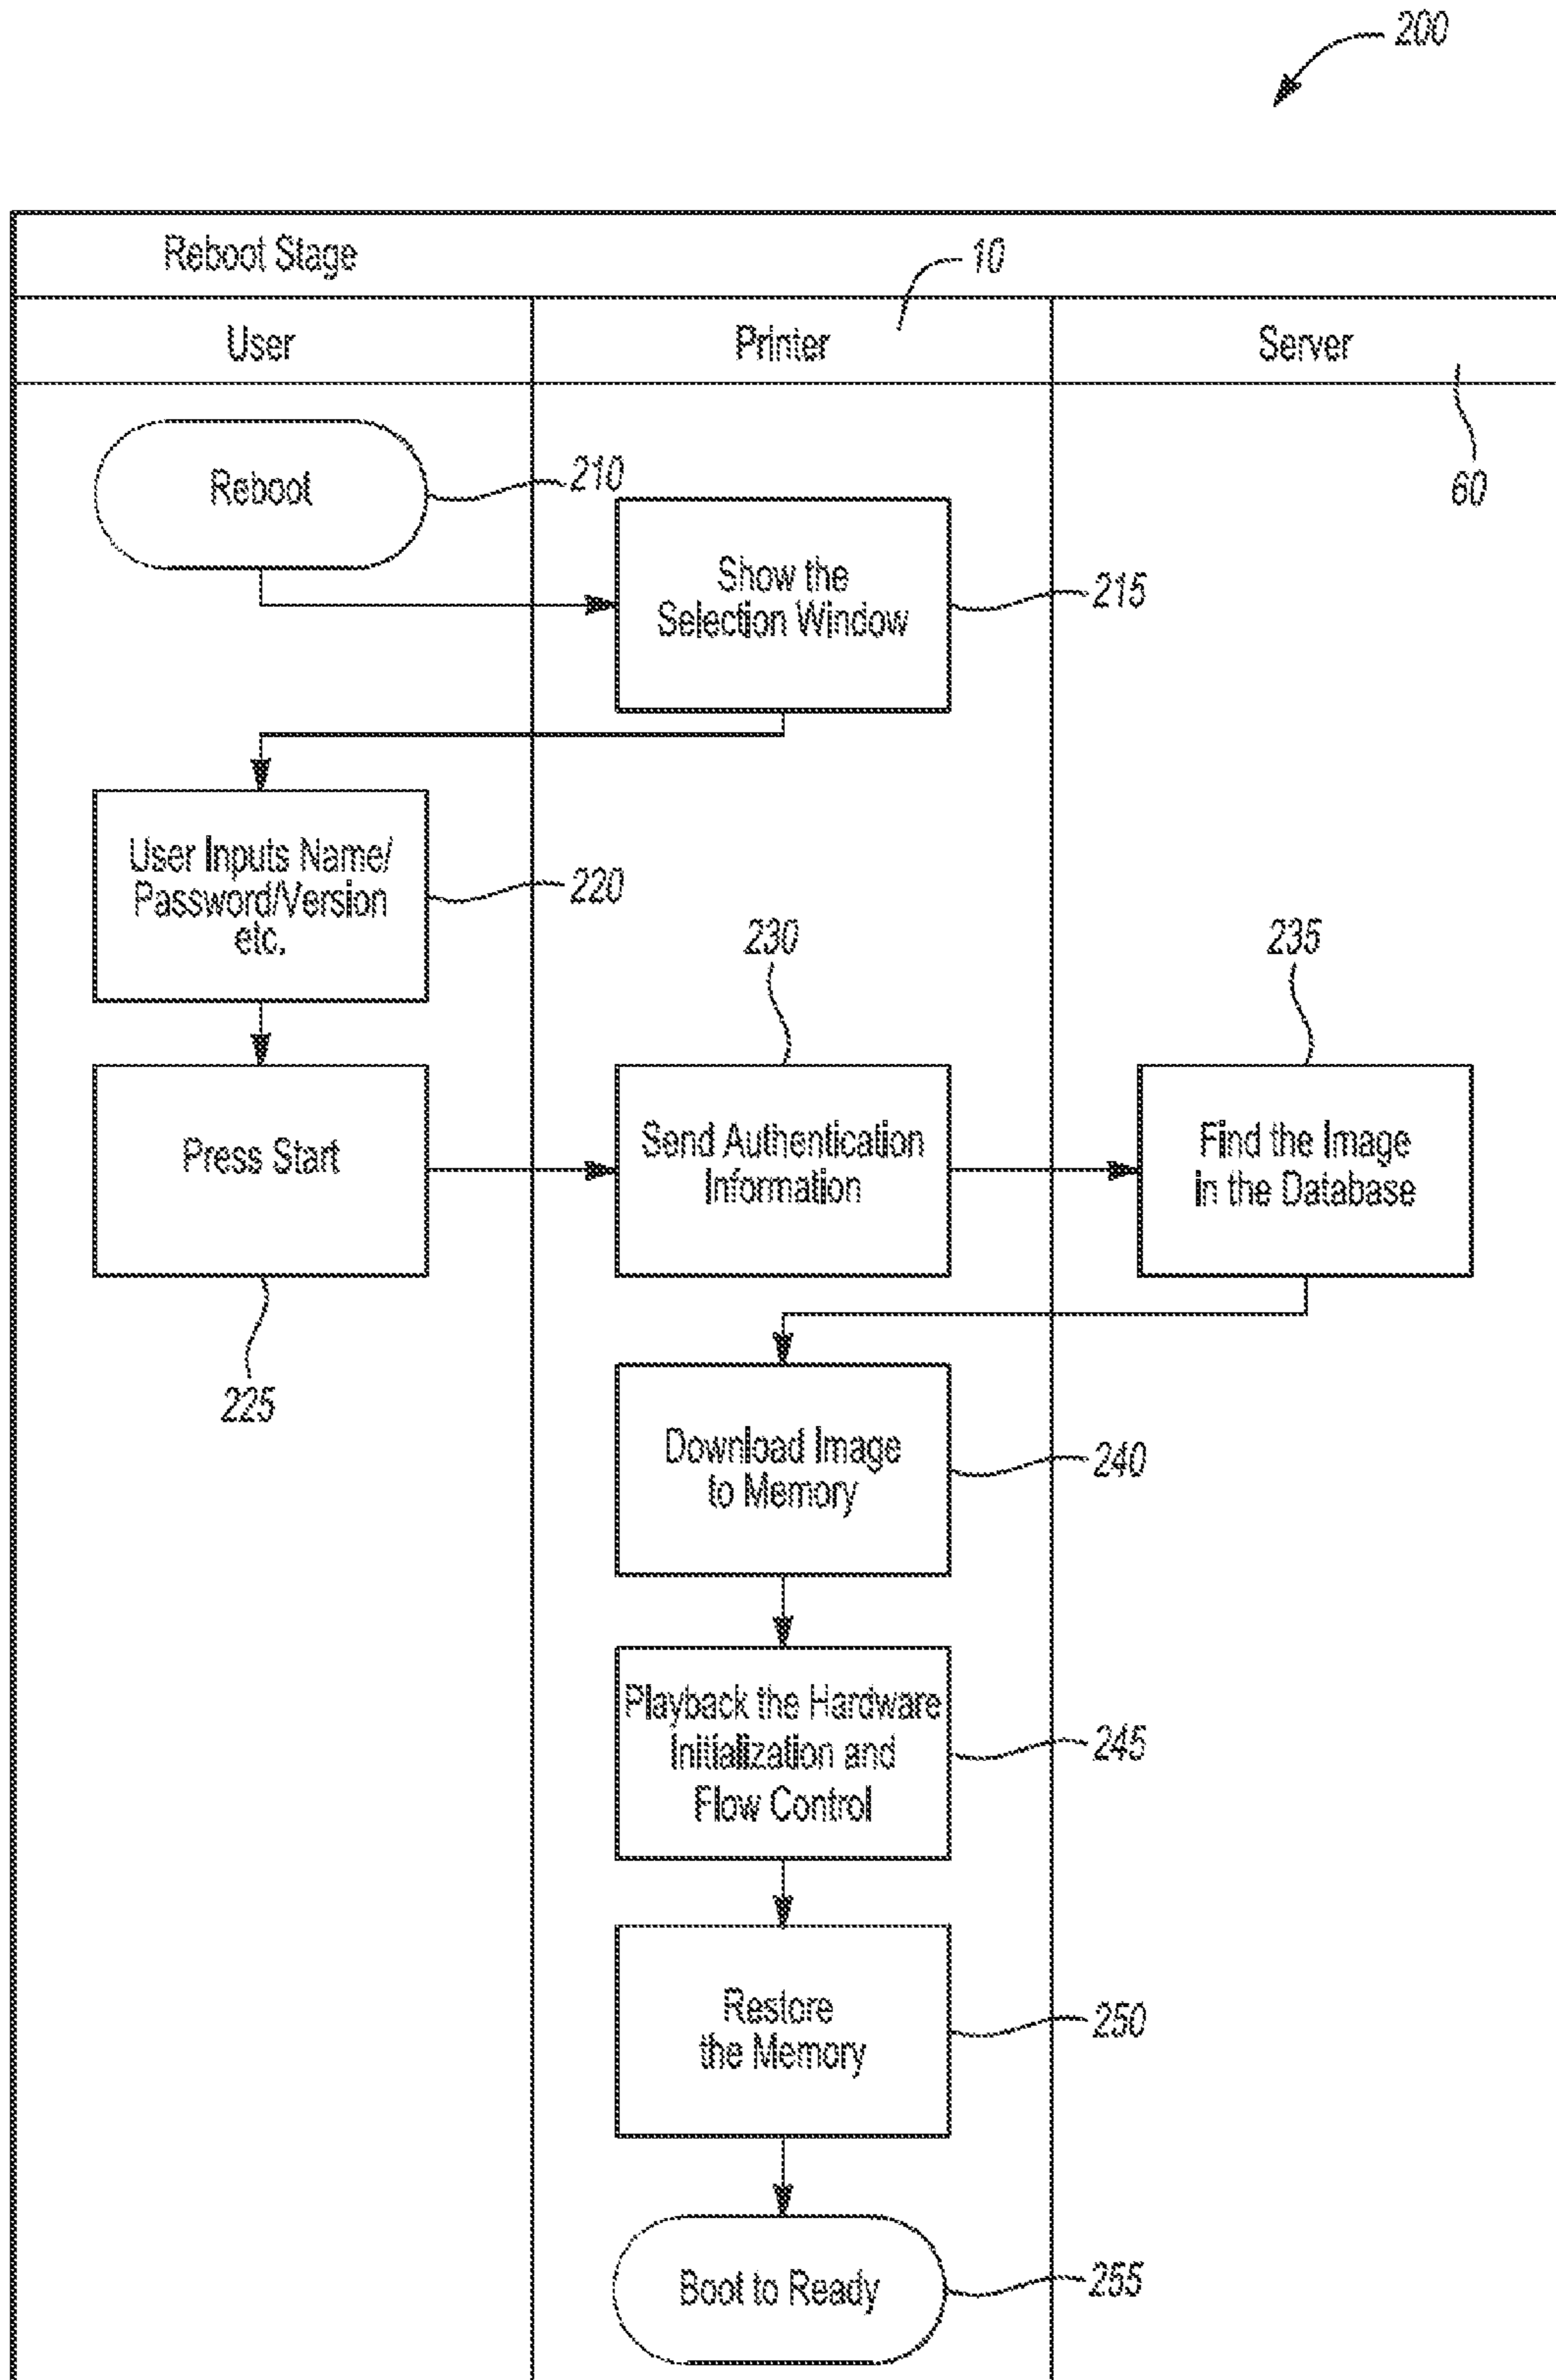 200
Reboot Stage
10
User
Printer
Server
60
Reboot
210
Show the
Selection Window
215
User Inputs Name/
Password/Version
etc.
220
230
235
Press Start
Send Authentication
Information
Find the Image
in the Database
225
Download Image
to Memory
240
Playback the Hardware
Initialization and
Flow Control
245
Restore
the Memory
250
Boot to Ready
255